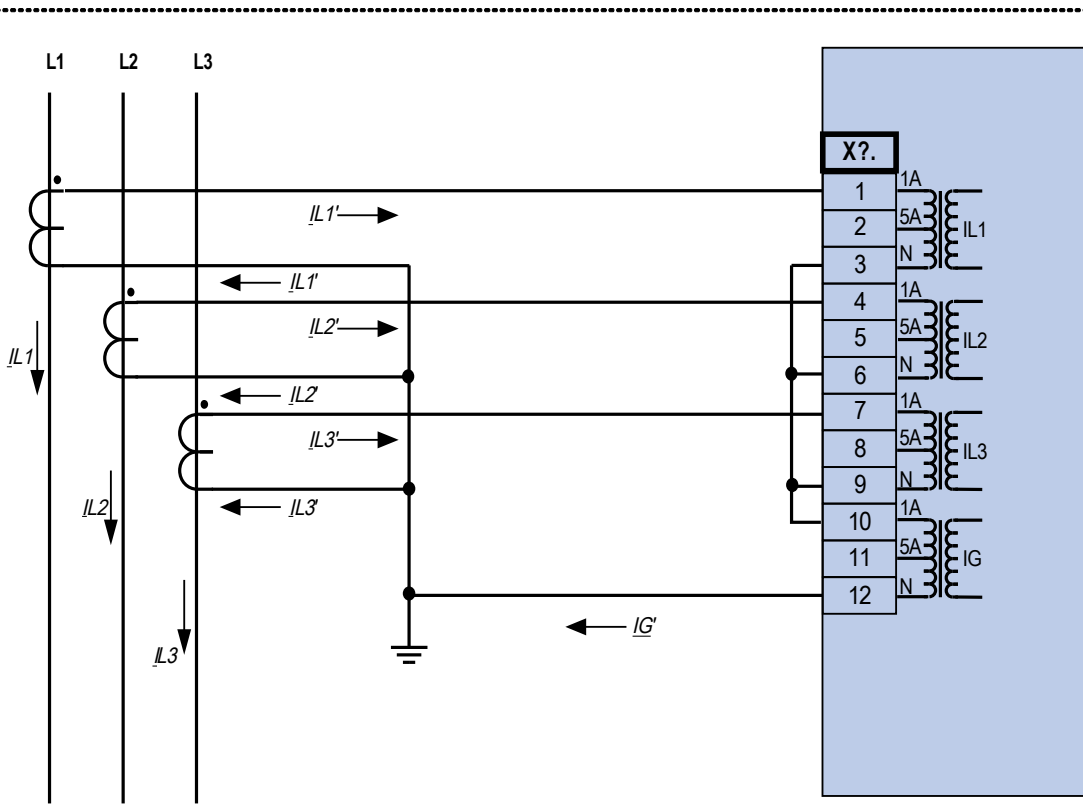 L1 L2 L3
X?.
1 1A
2 5A IL1
3 N
4 1A
5 5A IL2
6 N
7 1A
8 5A IL3
9 N
10 1A
11 5A IG
12 N
IL1'
IL1'
IL2'
IL1
IL2'
IL3'
IL2
IL3'
IG'
IL3